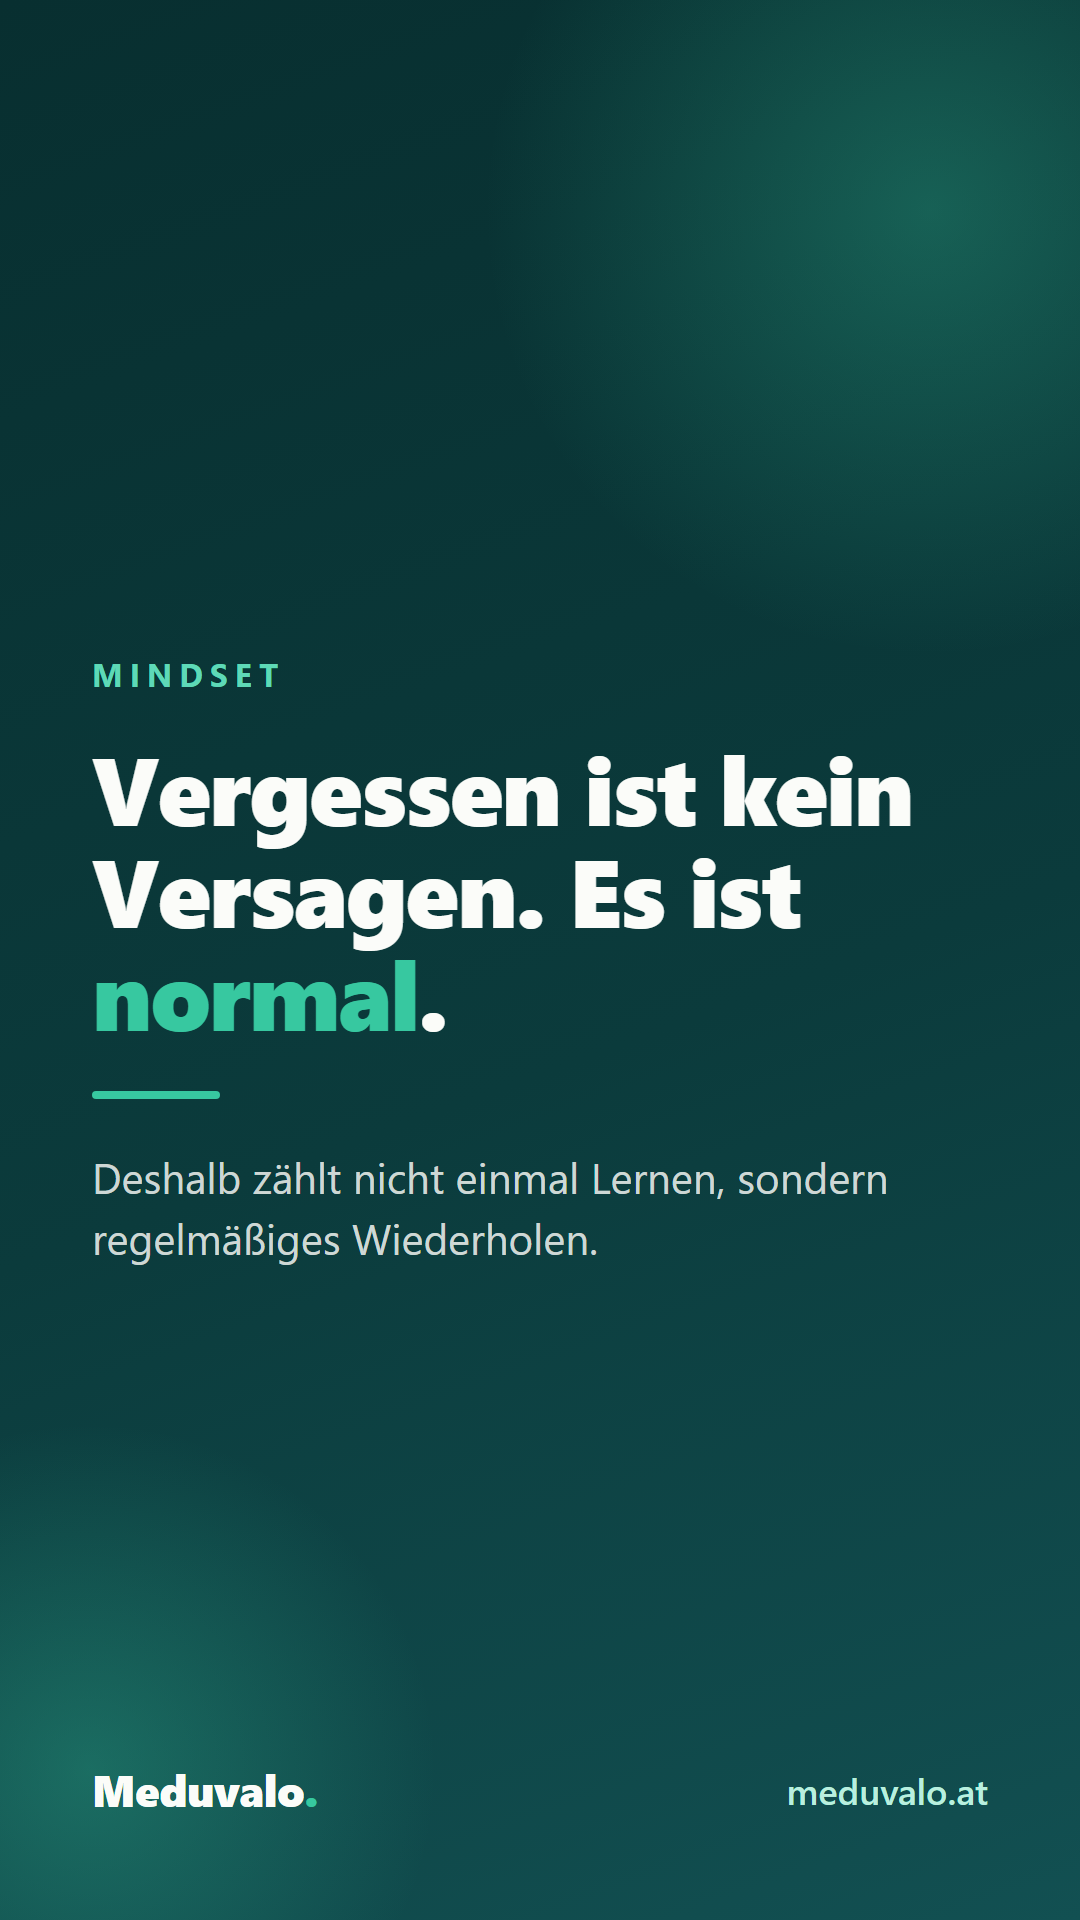 MINDSET
Vergessen ist kein
Versagen. Es ist
normal.
Deshalb zählt nicht einmal Lernen, sondern
regelmäßiges Wiederholen.
Meduvalo.
meduvalo.at